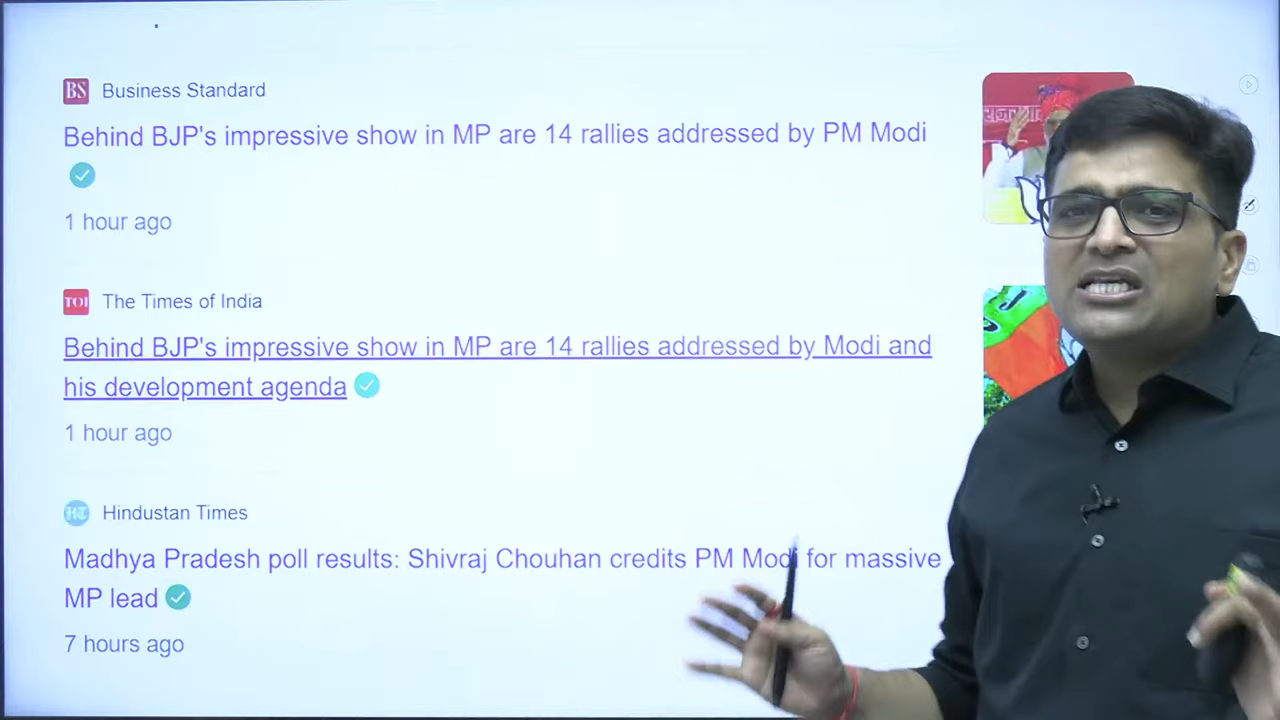 BS Business Standard
Behind BJP's impressive show in MP are 14 rallies addressed by PM Modi
1 hour ago
TOI The Times of India
Behind BJP's impressive show in MP are 14 rallies addressed by Modi and
his development agenda
1 hour ago
HT Hindustan Times
Madhya Pradesh poll results: Shivraj Chouhan credits PM Modi for massive
MP lead
7 hours ago